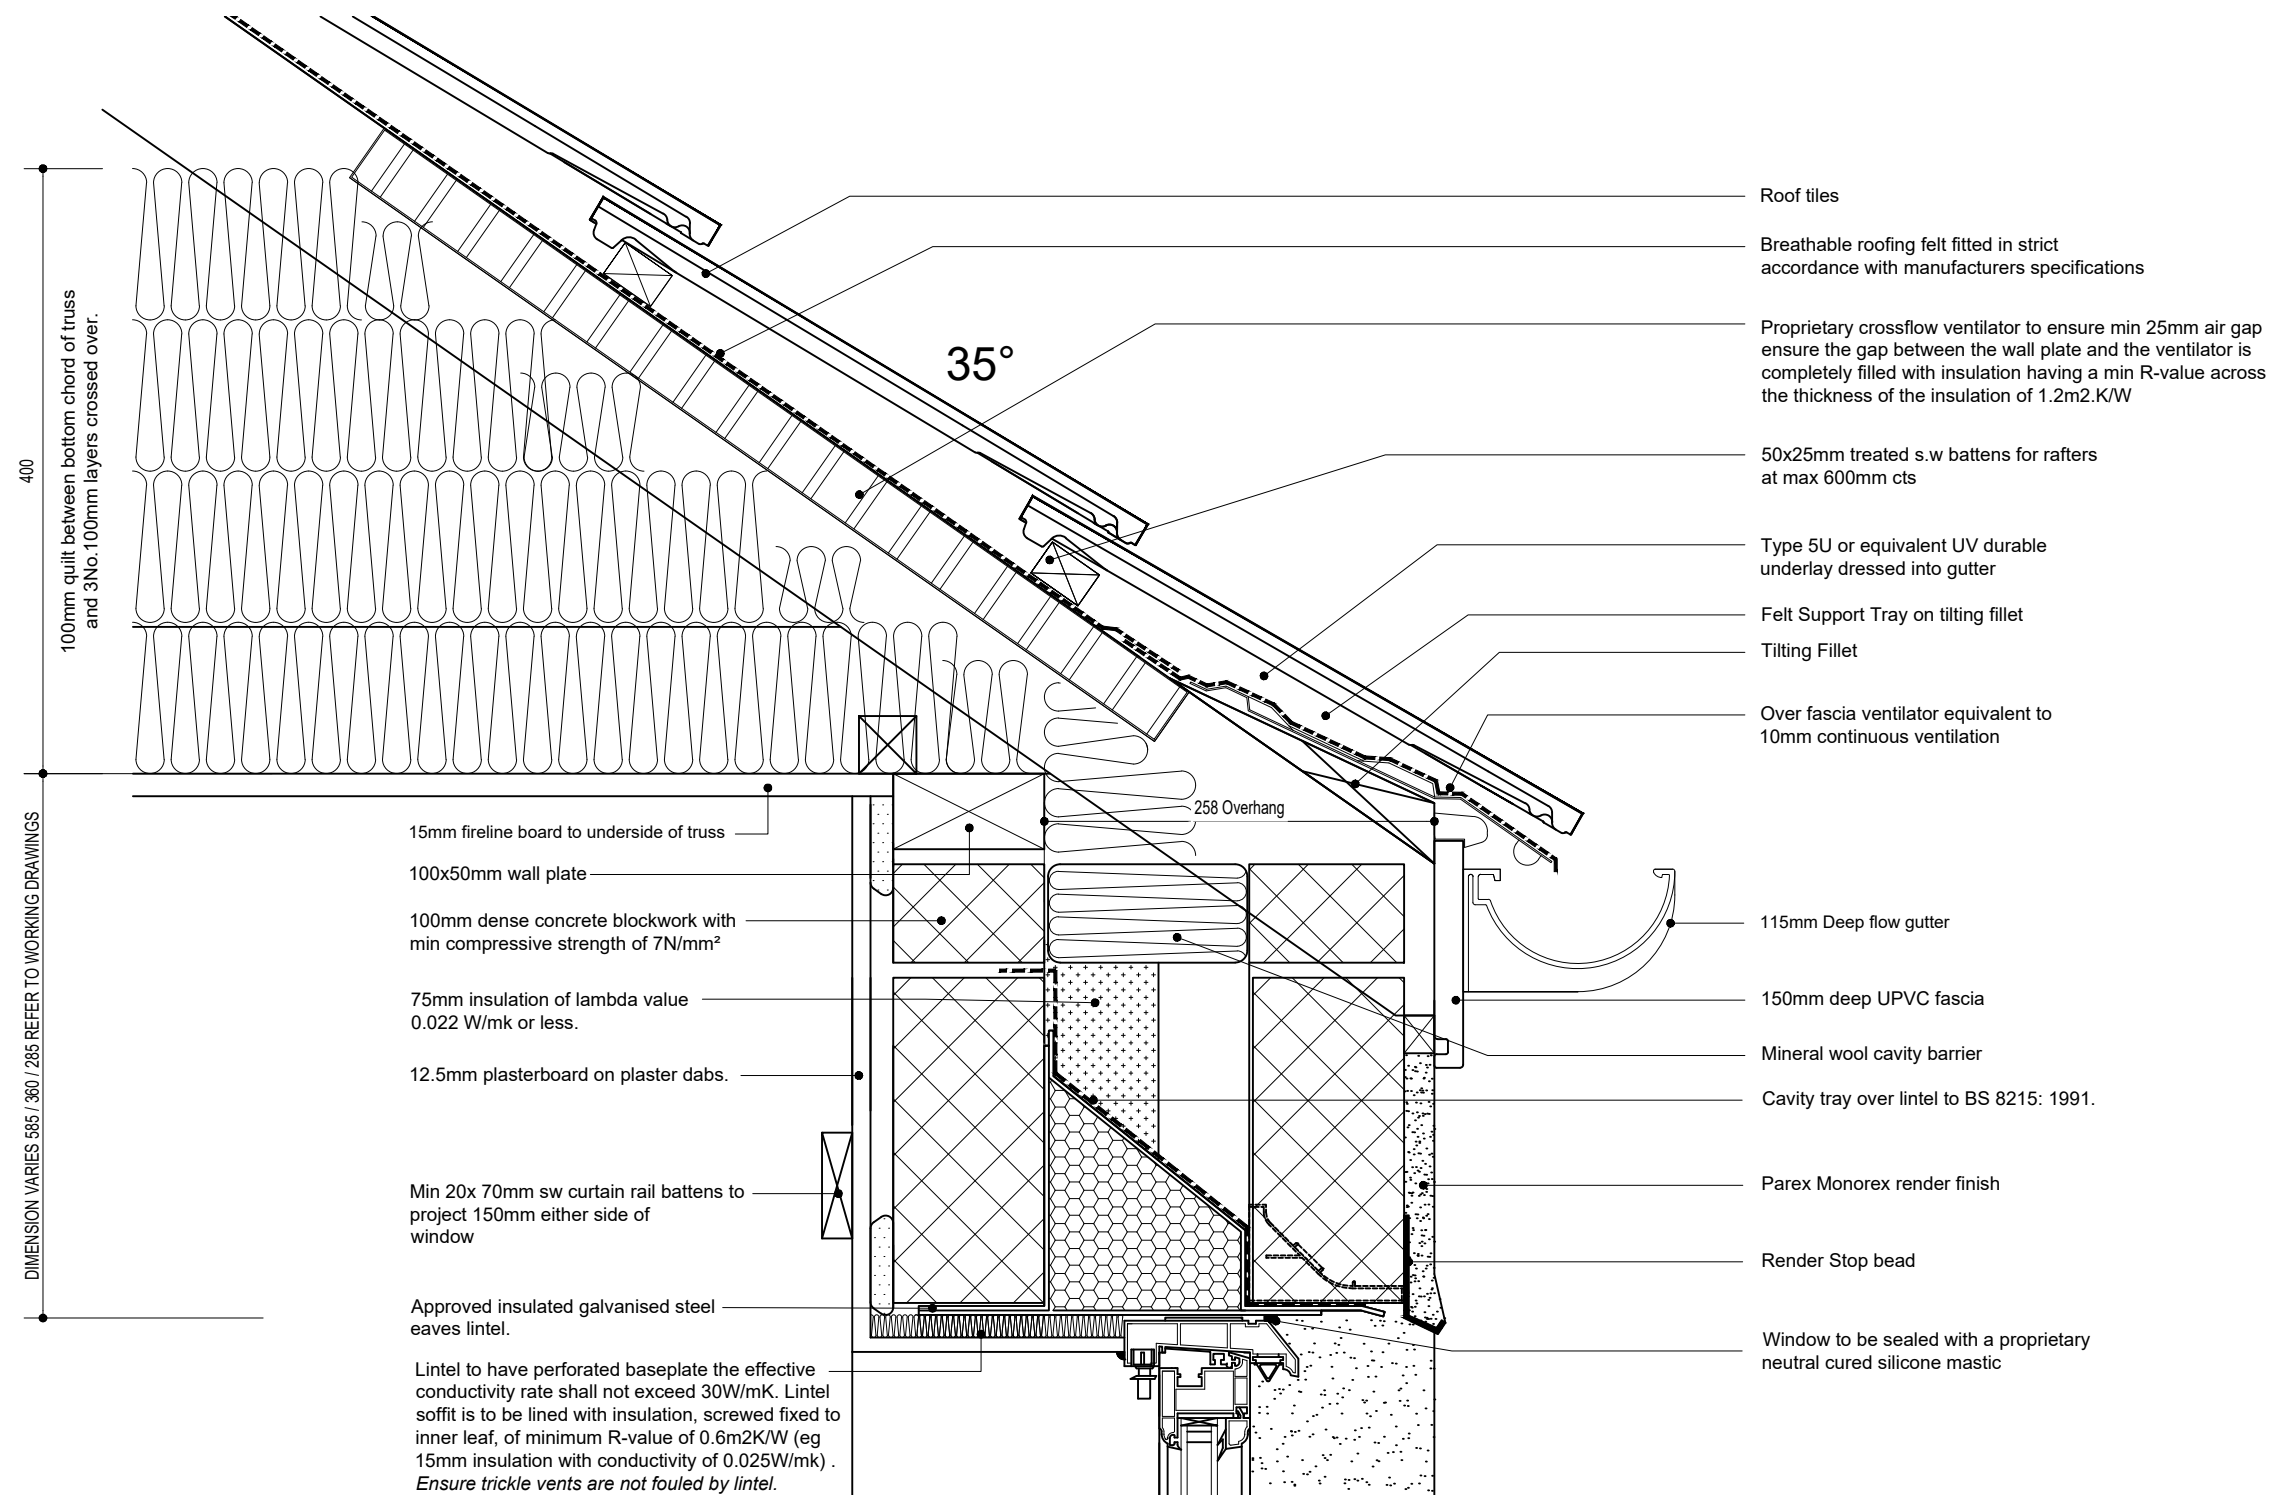 Roof tiles
Breathable roofing felt fitted in strict
accordance with manufacturers specifications
Proprietary crossflow ventilator to ensure min 25mm air gap
ensure the gap between the wall plate and the ventilator is
completely filled with insulation having a min R-value across
the thickness of the insulation of 1.2m2.K/W
50x25mm treated s.w battens for rafters
at max 600mm cts
Type 5U or equivalent UV durable
underlay dressed into gutter
Felt Support Tray on tilting fillet
Tilting Fillet
Over fascia ventilator equivalent to
10mm continuous ventilation
115mm Deep flow gutter
150mm deep UPVC fascia
Mineral wool cavity barrier
Cavity tray over lintel to BS 8215: 1991.
Parex Monorex render finish
Render Stop bead
Window to be sealed with a proprietary
neutral cured silicone mastic
35°
258 Overhang
400
100mm quilt between bottom chord of truss
and 3No.100mm layers crossed over.
DIMENSION VARIES 585 / 360 / 285 REFER TO WORKING DRAWINGS
15mm fireline board to underside of truss
100x50mm wall plate
100mm dense concrete blockwork with
min compressive strength of 7N/mm²
75mm insulation of lambda value
0.022 W/mk or less.
12.5mm plasterboard on plaster dabs.
Min 20x 70mm sw curtain rail battens to
project 150mm either side of
window
Approved insulated galvanised steel
eaves lintel.
Lintel to have perforated baseplate the effective
conductivity rate shall not exceed 30W/mK. Lintel
soffit is to be lined with insulation, screwed fixed to
inner leaf, of minimum R-value of 0.6m2K/W (eg
15mm insulation with conductivity of 0.025W/mk) .
Ensure trickle vents are not fouled by lintel.